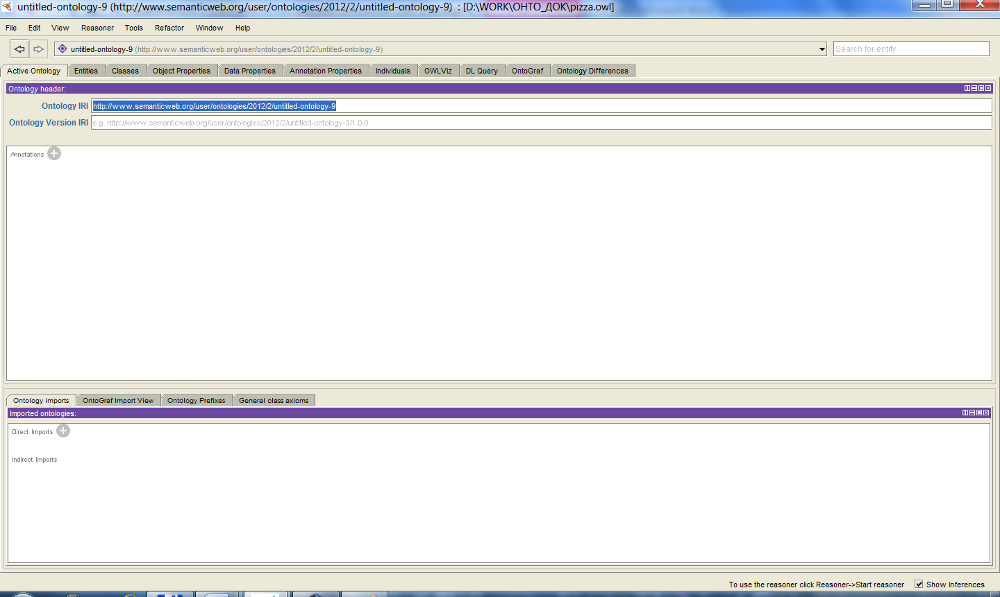 untitled-ontology-9 (http://www.semanticweb.org/user/ontologies/2012/2/untitled-ontology-9) : [D:\WORK\ОНТО_ДОК\pizza.owl]
File Edit View Reasoner Tools Refactor Window Help
untitled-ontology-9 (http://www.semanticweb.org/user/ontologies/2012/2/untitled-ontology-9) Search for entity
Active Ontology Entities Classes Object Properties Data Properties Annotation Properties Individuals OWLViz DL Query OntoGraf Ontology Differences
Ontology header:
Ontology IRI http://www.semanticweb.org/user/ontologies/2012/2/untitled-ontology-9
Ontology Version IRI e.g. http://www.semanticweb.org/user/ontologies/2012/2/untitled-ontology-9/1.0.0
Annotations
Ontology imports OntoGraf Import View Ontology Prefixes General class axioms
Imported ontologies:
Direct Imports
Indirect Imports
To use the reasoner click Reasoner->Start reasoner Show Inferences